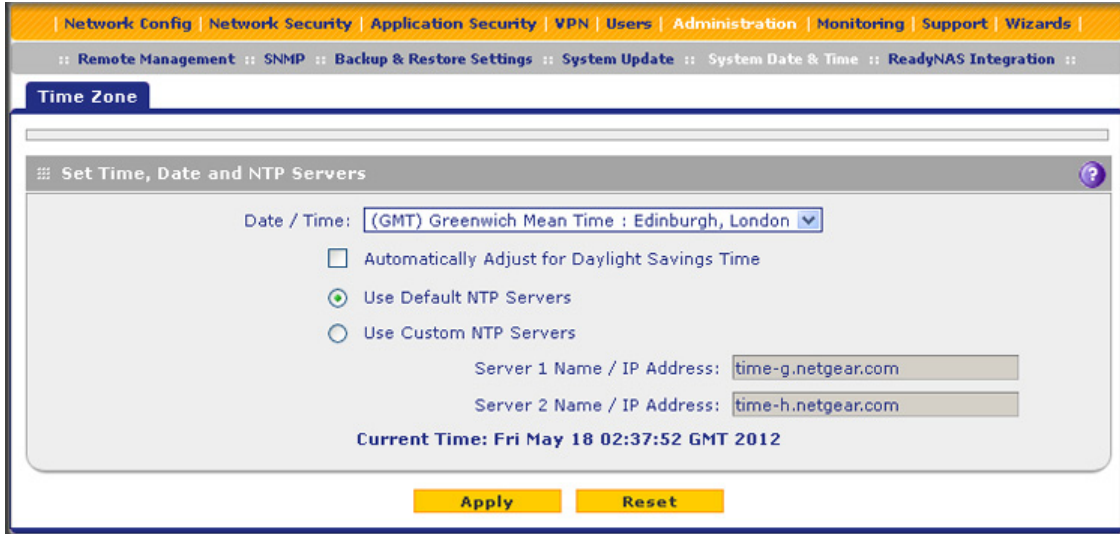 | Network Config | Network Security | Application Security | VPN | Users | Administration | Monitoring | Support | Wizards |
:: Remote Management :: SNMP :: Backup & Restore Settings :: System Update :: System Date & Time :: ReadyNAS Integration ::
Time Zone
Set Time, Date and NTP Servers
?
Date / Time: (GMT) Greenwich Mean Time : Edinburgh, London
Automatically Adjust for Daylight Savings Time
Use Default NTP Servers
Use Custom NTP Servers
Server 1 Name / IP Address: time-g.netgear.com
Server 2 Name / IP Address: time-h.netgear.com
Current Time: Fri May 18 02:37:52 GMT 2012
Apply Reset